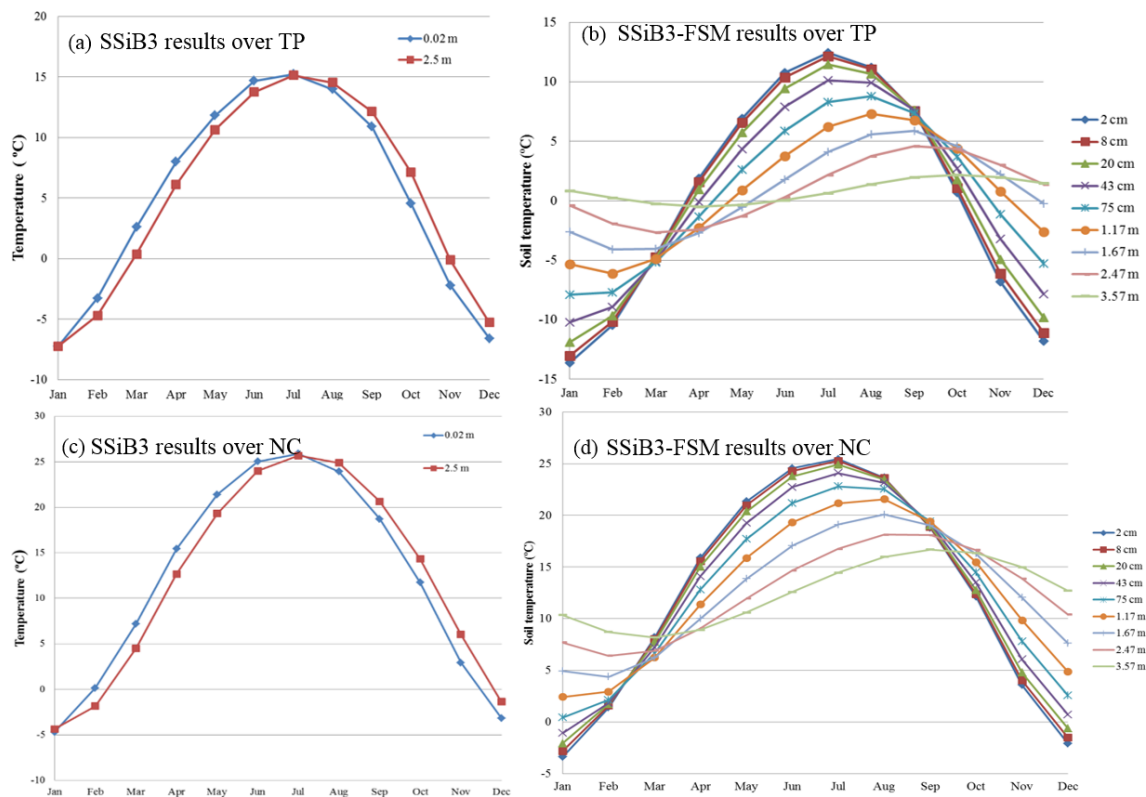 (a) SSiB3 results over TP
0.02 m
2.5 m
Temperature ( °C)
20
15
10
5
0
-5
-10
Jan Feb Mar Apr May Jun Jul Aug Sep Oct Nov Dec
(b) SSiB3-FSM results over TP
Soil temperature (°C)
15
10
5
0
-5
-10
-15
Jan Feb Mar Apr May Jun Jul Aug Sep Oct Nov Dec
2 cm
8 cm
20 cm
43 cm
75 cm
1.17 m
1.67 m
2.47 m
3.57 m
(c) SSiB3 results over NC
0.02 m
2.5 m
Temperature (°C)
30
25
20
15
10
5
0
-5
-10
Jan Feb Mar Apr May Jun Jul Aug Sep Oct Nov Dec
(d) SSiB3-FSM results over NC
Soil temperature (°C)
30
25
20
15
10
5
0
-5
Jan Feb Mar Apr May Jun Jul Aug Sep Oct Nov Dec
2 cm
8 cm
20 cm
43 cm
75 cm
1.17 m
1.67 m
2.47 m
3.57 m